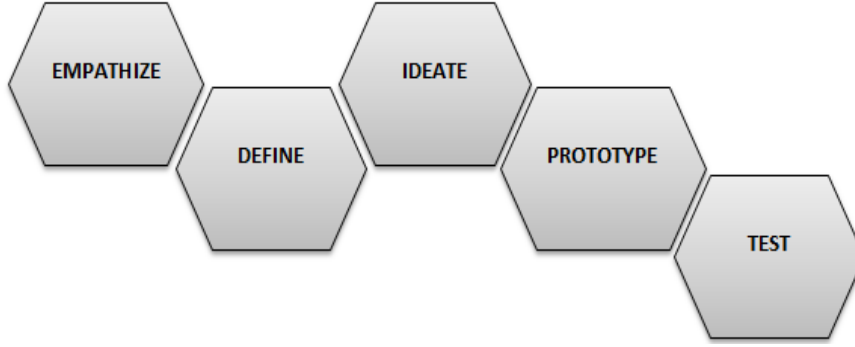 EMPATHIZE
DEFINE
IDEATE
PROTOTYPE
TEST